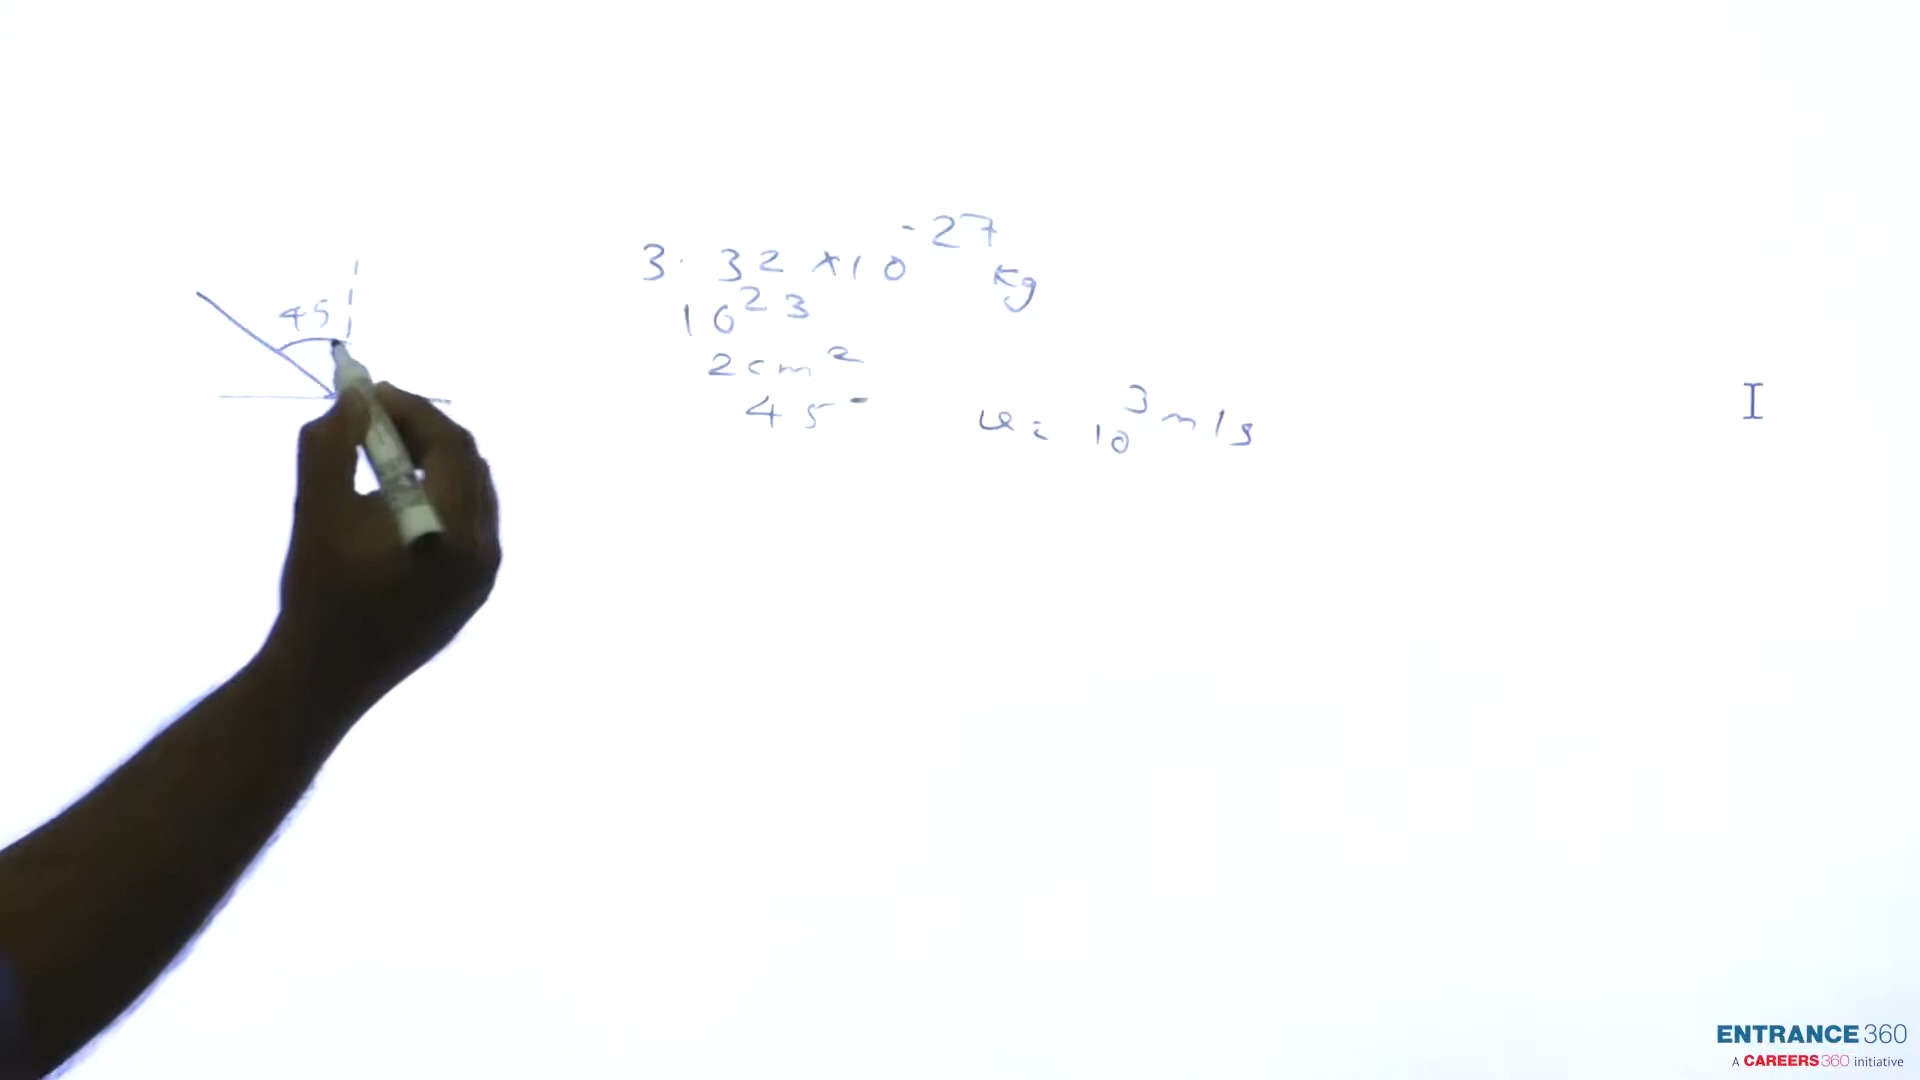 45
3.32 × 10⁻²⁷ kg
10²³
2cm²
45°
v = 10³ m/s
I
ENTRANCE360
A CAREERS360 initiative